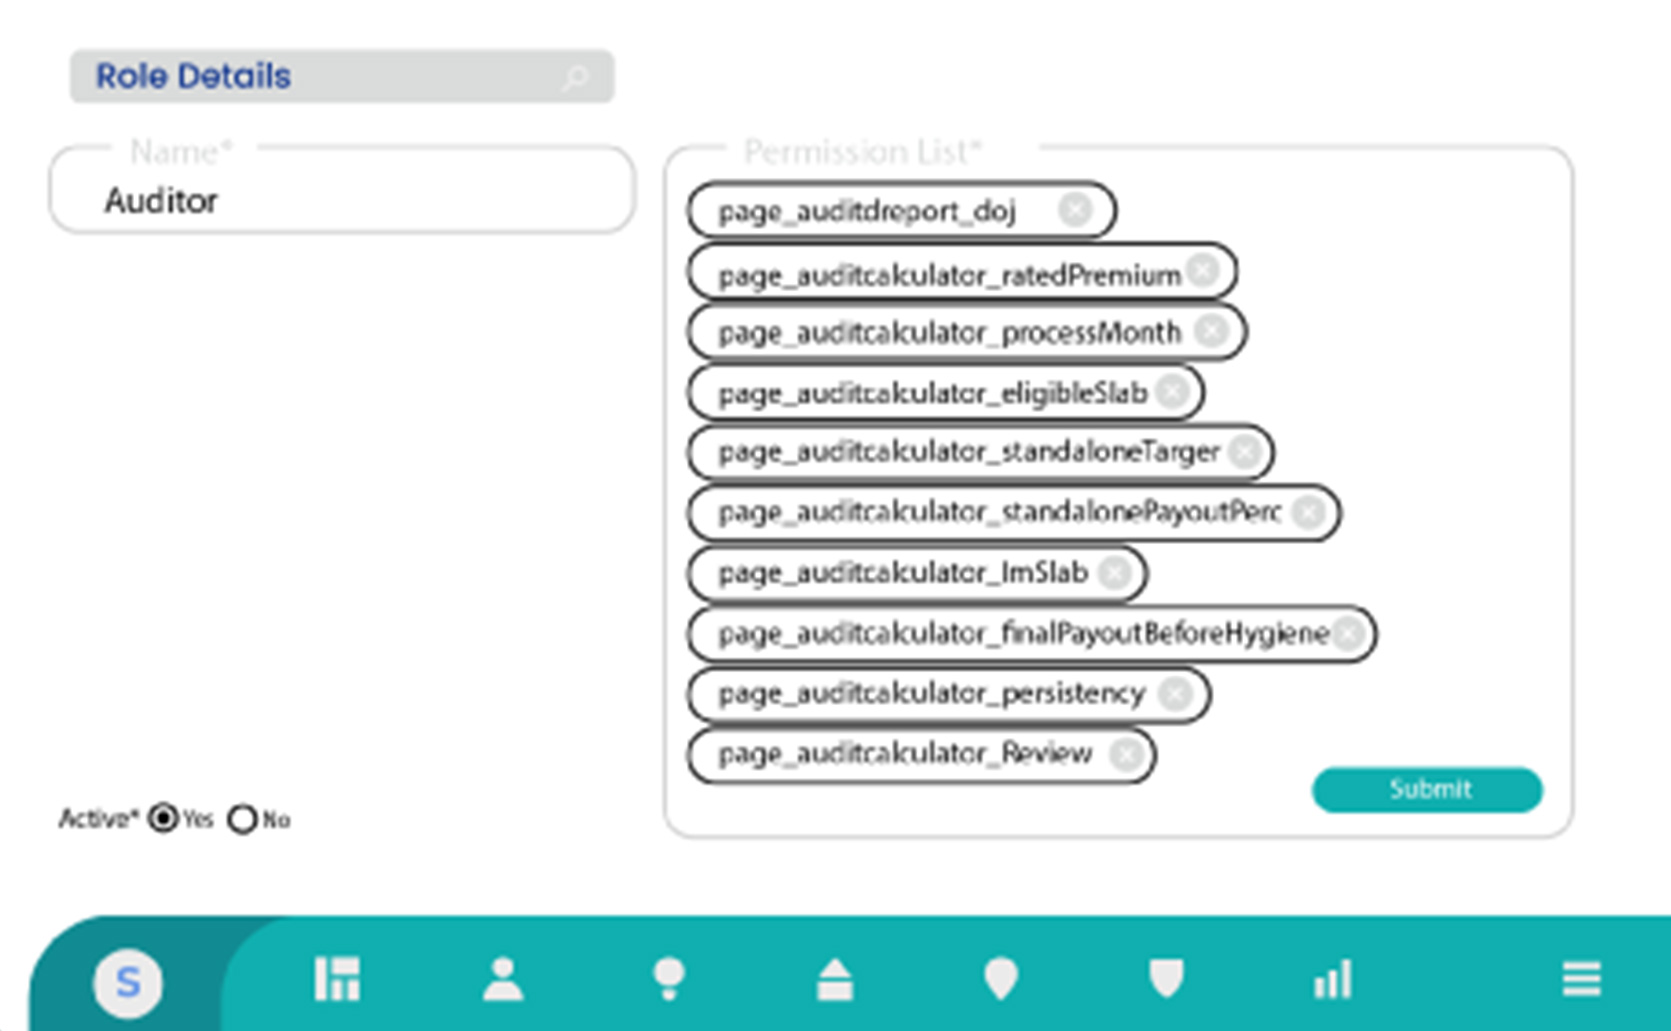 Role Details
Name*
Auditor
Permission List*
page_auditdreport_doj
page_auditcalculator_ratedPremium
page_auditcalculator_processMonth
page_auditcalculator_eligibleSlab
page_auditcalculator_standaloneTarger
page_auditcalculator_standalonePayoutPerc
page_auditcalculator_lmSlab
page_auditcalculator_finalPayoutBeforeHygiene
page_auditcalculator_persistency
page_auditcalculator_Review
Submit
Active* Yes No
S